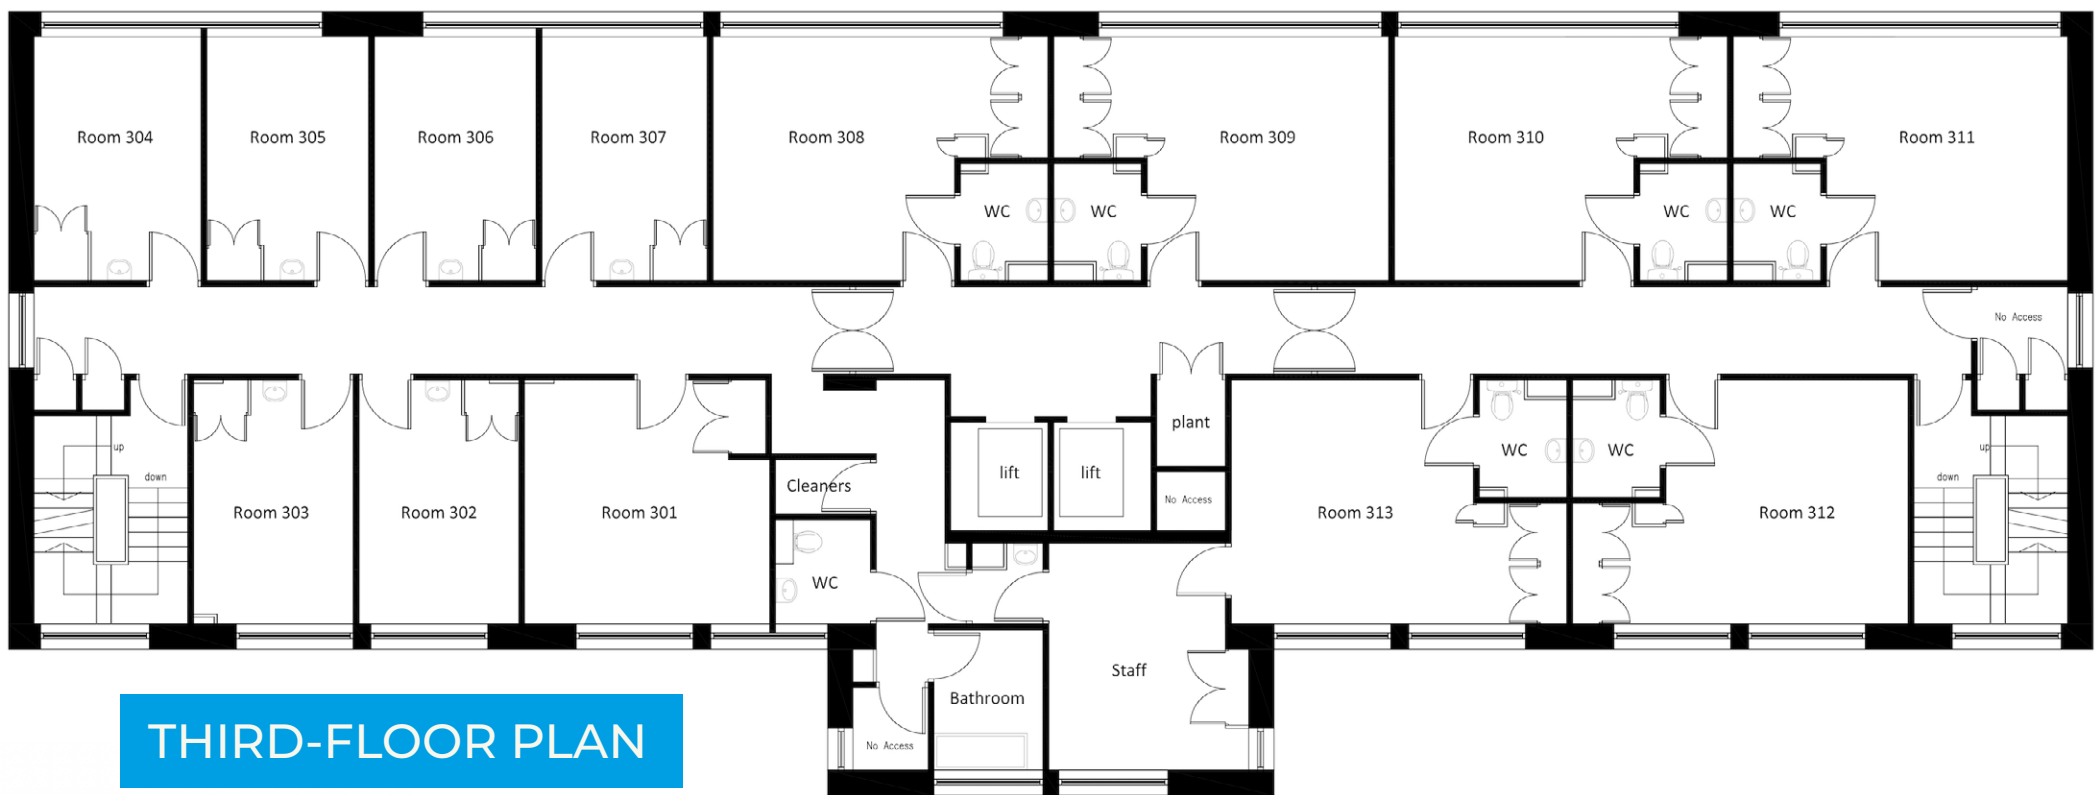 Room 304
Room 305
Room 306
Room 307
Room 308
Room 309
Room 310
Room 311
WC
WC
WC
WC
No Access
up
down
Room 303
Room 302
Room 301
Cleaners
WC
lift
lift
plant
No Access
Room 313
WC
WC
Room 312
up
down
Staff
Bathroom
No Access
THIRD-FLOOR PLAN